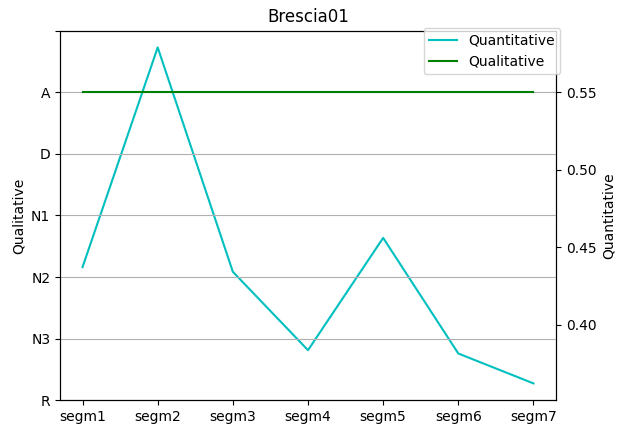 Brescia01
Quantitative
Qualitative
A
D
N1
N2
N3
R
Qualitative
0.55
0.50
0.45
0.40
Quantitative
segm1 segm2 segm3 segm4 segm5 segm6 segm7